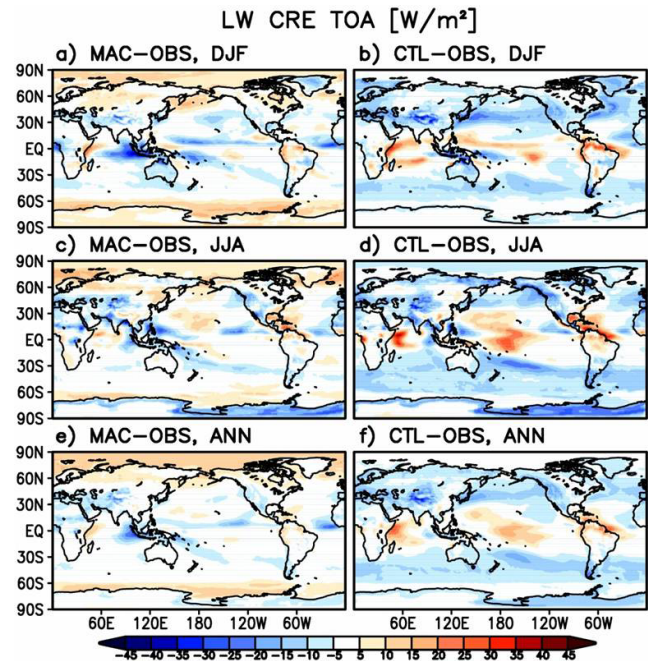 LW CRE TOA [W/m²]
a) MAC-OBS, DJF
b) CTL-OBS, DJF
90N
60N
30N
EQ
30S
60S
90S
c) MAC-OBS, JJA
d) CTL-OBS, JJA
90N
60N
30N
EQ
30S
60S
90S
e) MAC-OBS, ANN
f) CTL-OBS, ANN
90N
60N
30N
EQ
30S
60S
90S
60E 120E 180 120W 60W 60E 120E 180 120W 60W
-45 -40 -35 -30 -25 -20 -15 -10 -5 5 10 15 20 25 30 35 40 45